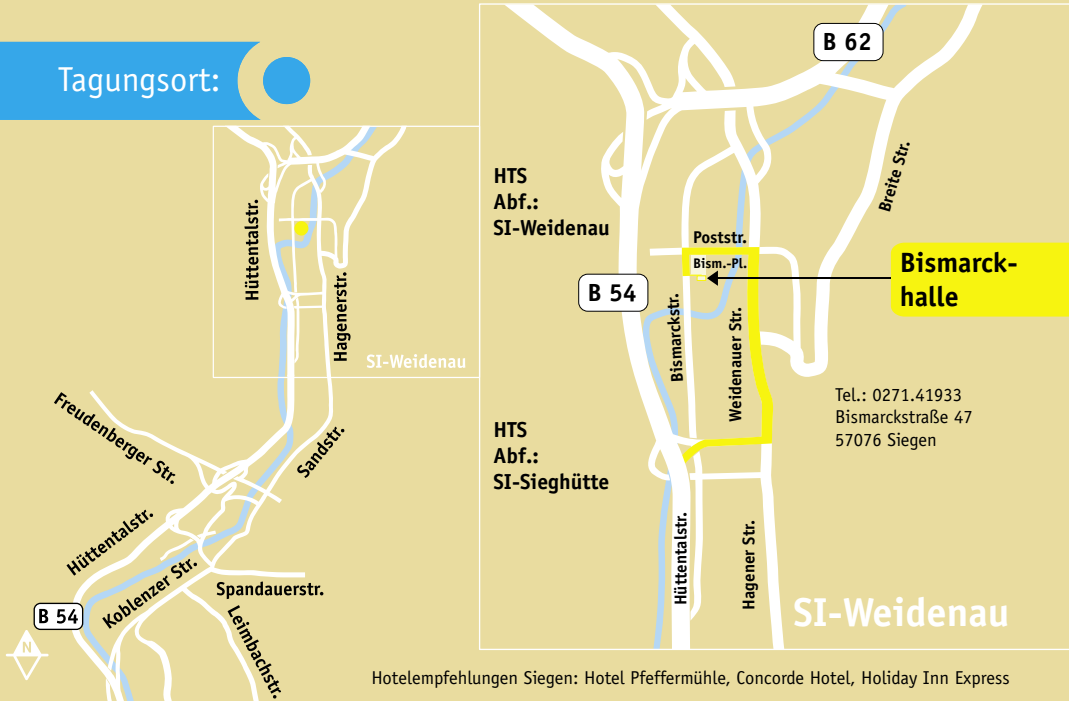 Tagungsort:
Hüttentalstr.
Hagenerstr.
SI-Weidenau
Freudenberger Str.
Sandstr.
Hüttentalstr.
Koblenzer Str.
Spandauerstr.
Leimbachstr.
B 54
N
B 62
HTS
Abf.:
SI-Weidenau
Breite Str.
Poststr.
Bism.-Pl.
Bismarck-
halle
B 54
Bismarckstr.
Weidenauer Str.
Tel.: 0271.41933
Bismarckstraße 47
57076 Siegen
HTS
Abf.:
SI-Sieghütte
Hüttentalstr.
Hagener Str.
SI-Weidenau
Hotelempfehlungen Siegen: Hotel Pfeffermühle, Concorde Hotel, Holiday Inn Express